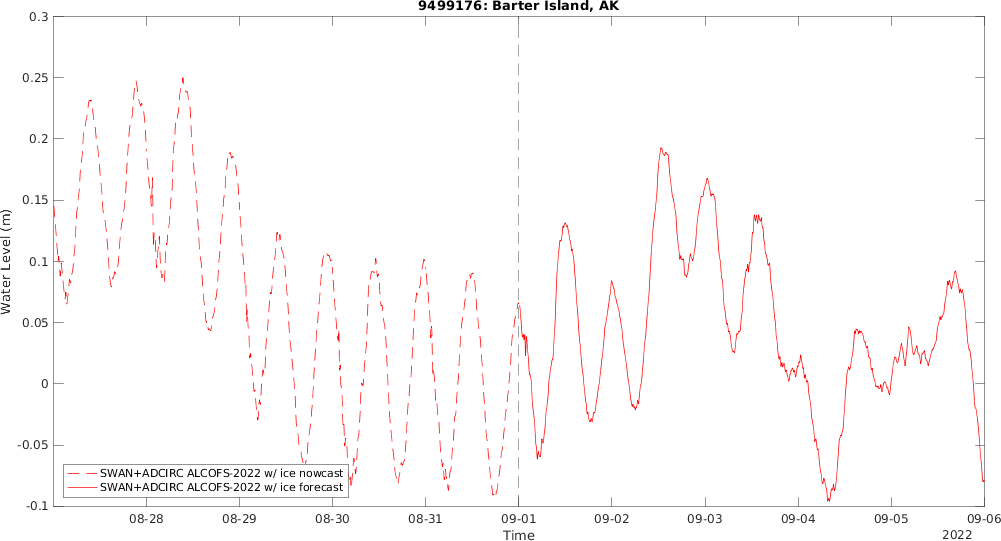 9499176: Barter Island, AK
Water Level (m)
0.3
0.25
0.2
0.15
0.1
0.05
0
-0.05
-0.1
SWAN+ADCIRC ALCOFS-2022 w/ ice nowcast
SWAN+ADCIRC ALCOFS-2022 w/ ice forecast
08-28 08-29 08-30 08-31 09-01 09-02 09-03 09-04 09-05 09-06
Time
2022